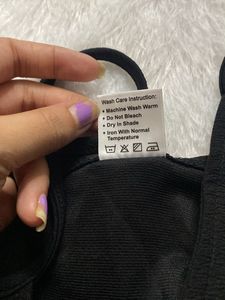 Wash Care Instruction:
• Machine Wash Warm
• Do Not Bleach
• Dry In Shade
• Iron With Normal
Temperature